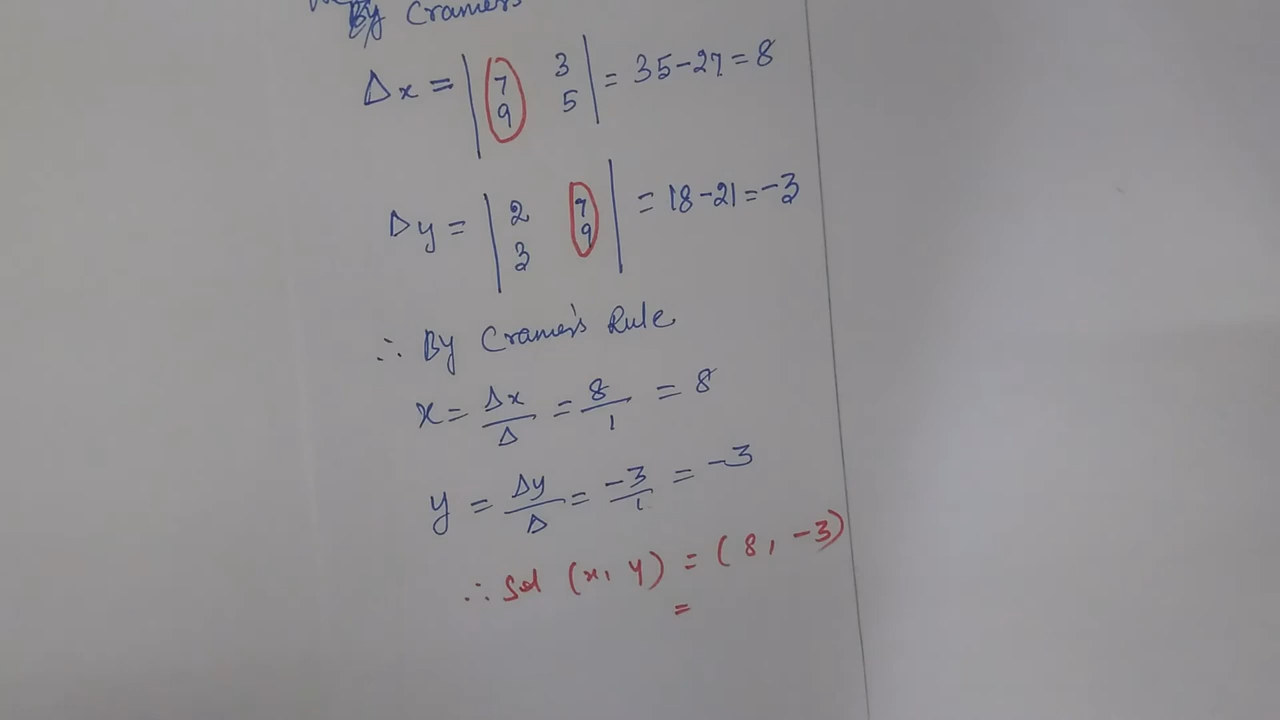 By Cramer's
Δx = | 7 3 | = 35-27 = 8
9 5
Δy = | 2 7 | = 18-21 = -3
3 9
∴ By Cramer's Rule
x = Δx/Δ = 8/1 = 8
y = Δy/Δ = -3/1 = -3
∴ Sol (x, y) = (8, -3)
=